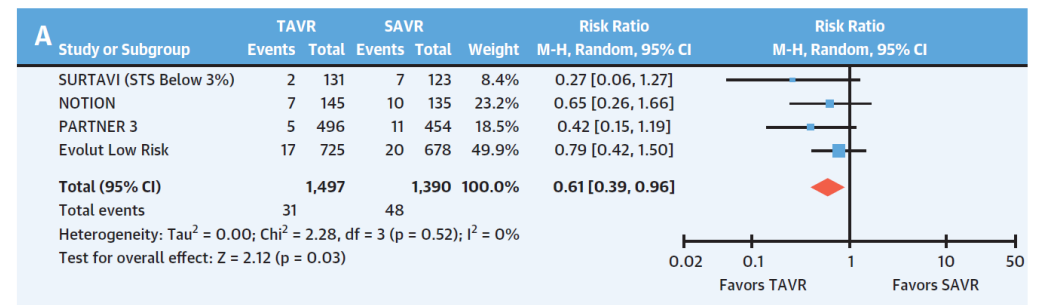 A
TAVR SAVR Risk Ratio Risk Ratio
Study or Subgroup Events Total Events Total Weight M-H, Random, 95% CI M-H, Random, 95% CI
SURTAVI (STS Below 3%) 2 131 7 123 8.4% 0.27 [0.06, 1.27]
NOTION 7 145 10 135 23.2% 0.65 [0.26, 1.66]
PARTNER 3 5 496 11 454 18.5% 0.42 [0.15, 1.19]
Evolut Low Risk 17 725 20 678 49.9% 0.79 [0.42, 1.50]
Total (95% CI) 1,497 1,390 100.0% 0.61 [0.39, 0.96]
Total events 31 48
Heterogeneity: Tau² = 0.00; Chi² = 2.28, df = 3 (p = 0.52); I² = 0%
Test for overall effect: Z = 2.12 (p = 0.03)
0.02 0.1 1 10 50
Favors TAVR Favors SAVR